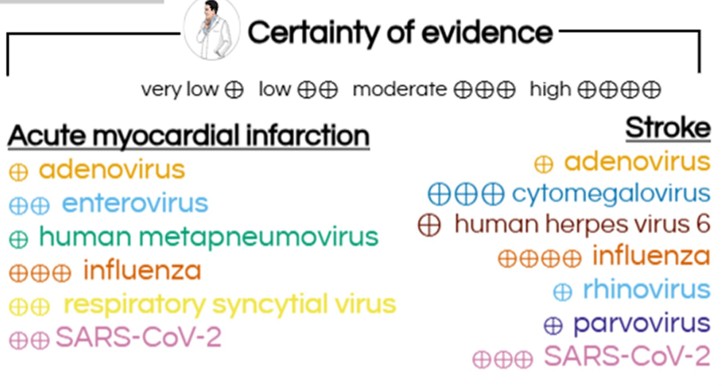 Certainty of evidence
very low ⊕ low ⊕⊕ moderate ⊕⊕⊕ high ⊕⊕⊕⊕
Acute myocardial infarction
⊕ adenovirus
⊕⊕ enterovirus
⊕ human metapneumovirus
⊕⊕⊕ influenza
⊕⊕ respiratory syncytial virus
⊕⊕ SARS-CoV-2
Stroke
⊕ adenovirus
⊕⊕⊕ cytomegalovirus
⊕ human herpes virus 6
⊕⊕⊕⊕ influenza
⊕ rhinovirus
⊕ parvovirus
⊕⊕⊕ SARS-CoV-2